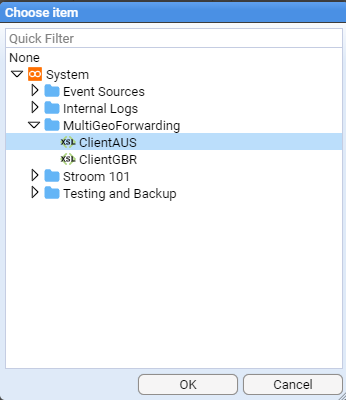 Choose item
Quick Filter
None
System
Event Sources
Internal Logs
MultiGeoForwarding
XSL ClientAUS
XSL ClientGBR
Stroom 101
Testing and Backup
OK Cancel